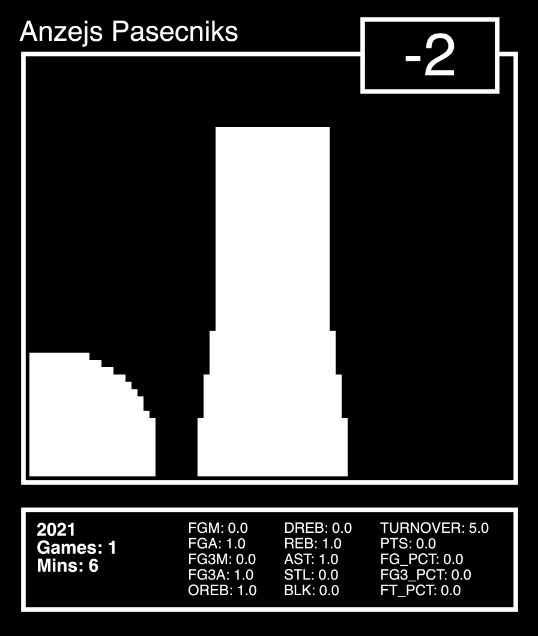 Anzejs Pasecniks
-2
2021
Games: 1
Mins: 6
FGM: 0.0
FGA: 1.0
FG3M: 0.0
FG3A: 1.0
OREB: 1.0
DREB: 0.0
REB: 1.0
AST: 1.0
STL: 0.0
BLK: 0.0
TURNOVER: 5.0
PTS: 0.0
FG_PCT: 0.0
FG3_PCT: 0.0
FT_PCT: 0.0